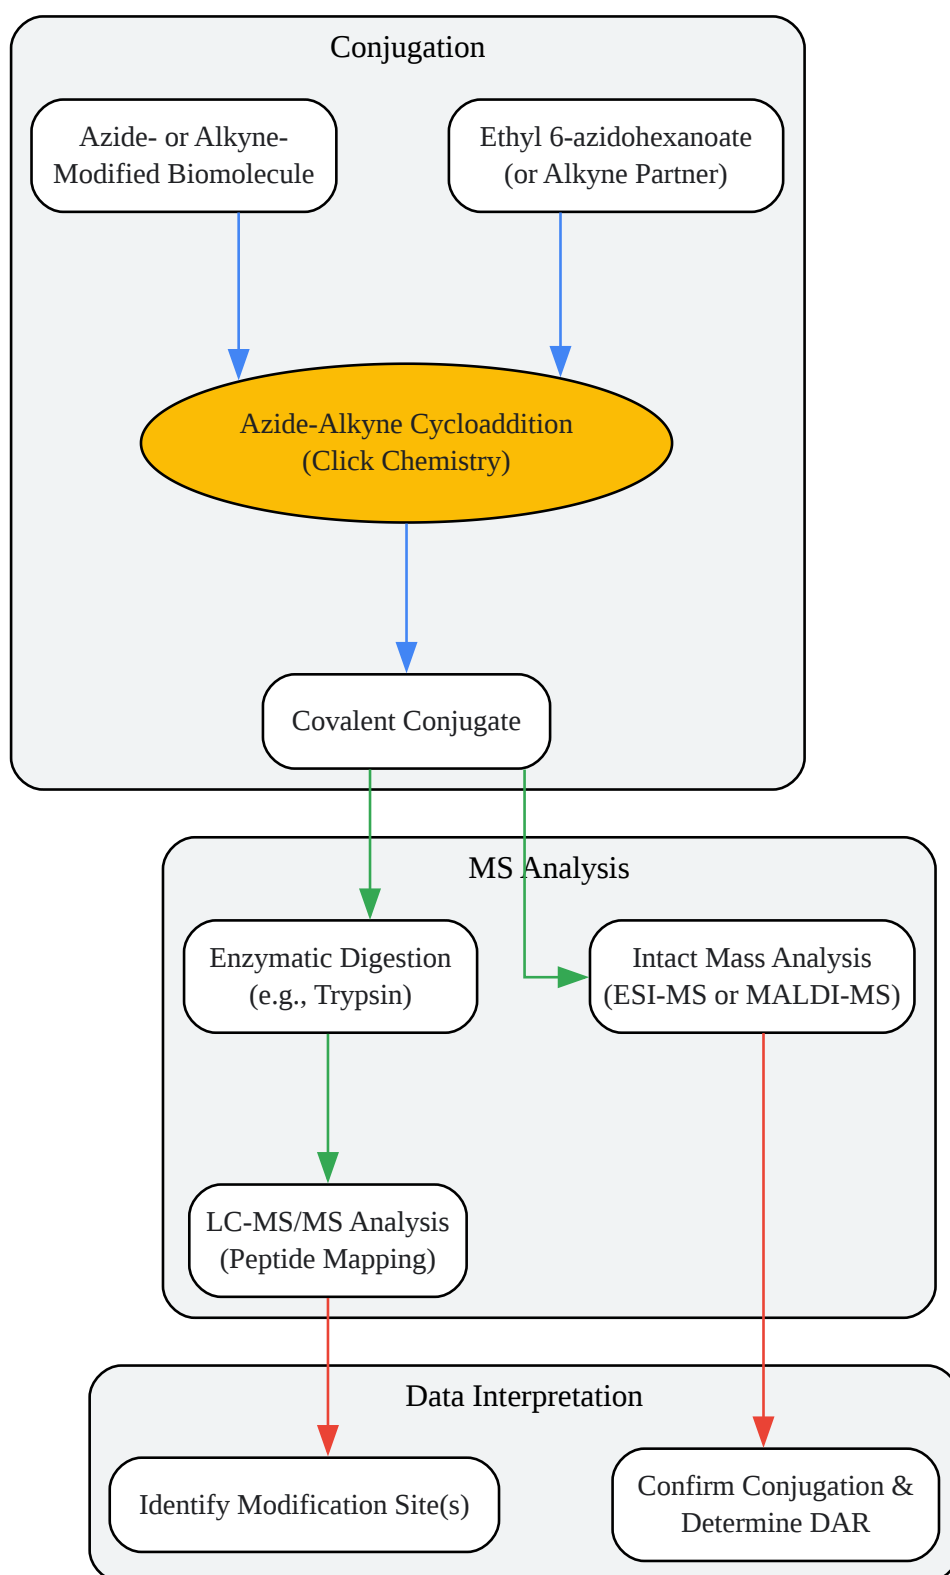 Conjugation
Azide- or Alkyne-
Modified Biomolecule
Ethyl 6-azidohexanoate
(or Alkyne Partner)
Azide-Alkyne Cycloaddition
(Click Chemistry)
Covalent Conjugate
MS Analysis
Enzymatic Digestion
(e.g., Trypsin)
Intact Mass Analysis
(ESI-MS or MALDI-MS)
LC-MS/MS Analysis
(Peptide Mapping)
Data Interpretation
Identify Modification Site(s)
Confirm Conjugation &
Determine DAR